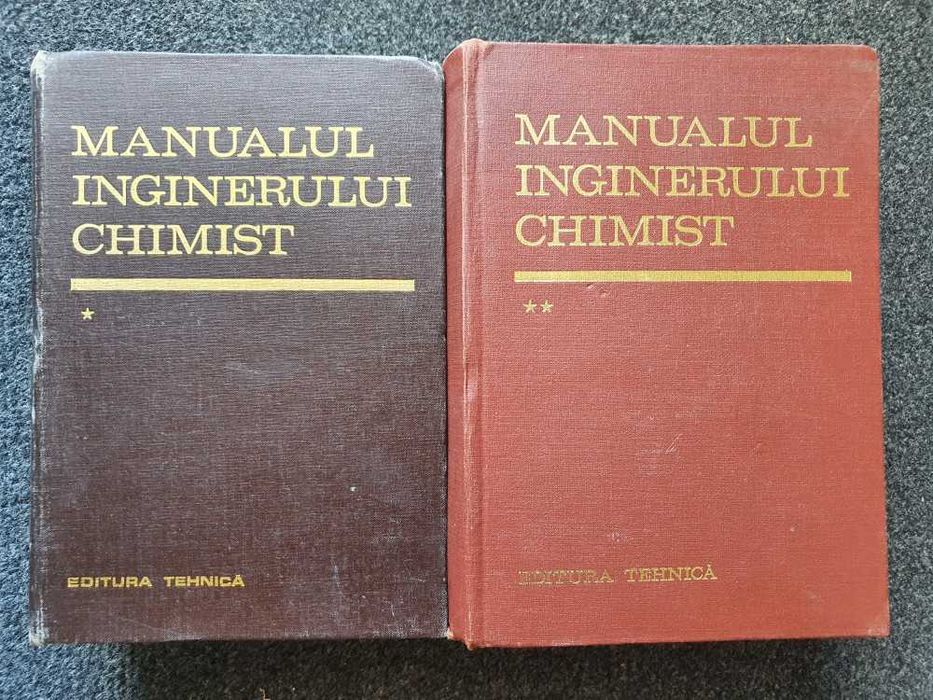 MANUALUL
INGINERULUI
CHIMIST
*
EDITURA TEHNICĂ
MANUALUL
INGINERULUI
CHIMIST
**
EDITURA TEHNICĂ